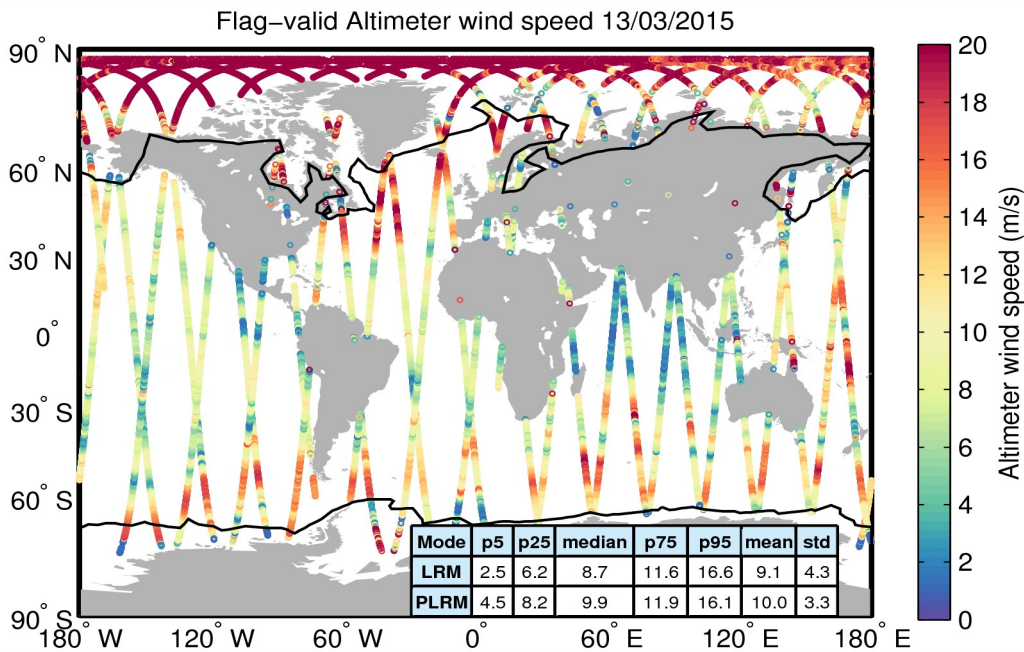 Flag−valid Altimeter wind speed 13/03/2015
90° N
60° N
30° N
0°
30° S
60° S
90° S
180° W
120° W
60° W
0°
60° E
120° E
180° E
Mode p5 p25 median p75 p95 mean std
LRM 2.5 6.2 8.7 11.6 16.6 9.1 4.3
PLRM 4.5 8.2 9.9 11.9 16.1 10.0 3.3
20
18
16
14
12
10
8
6
4
2
0
Altimeter wind speed (m/s)